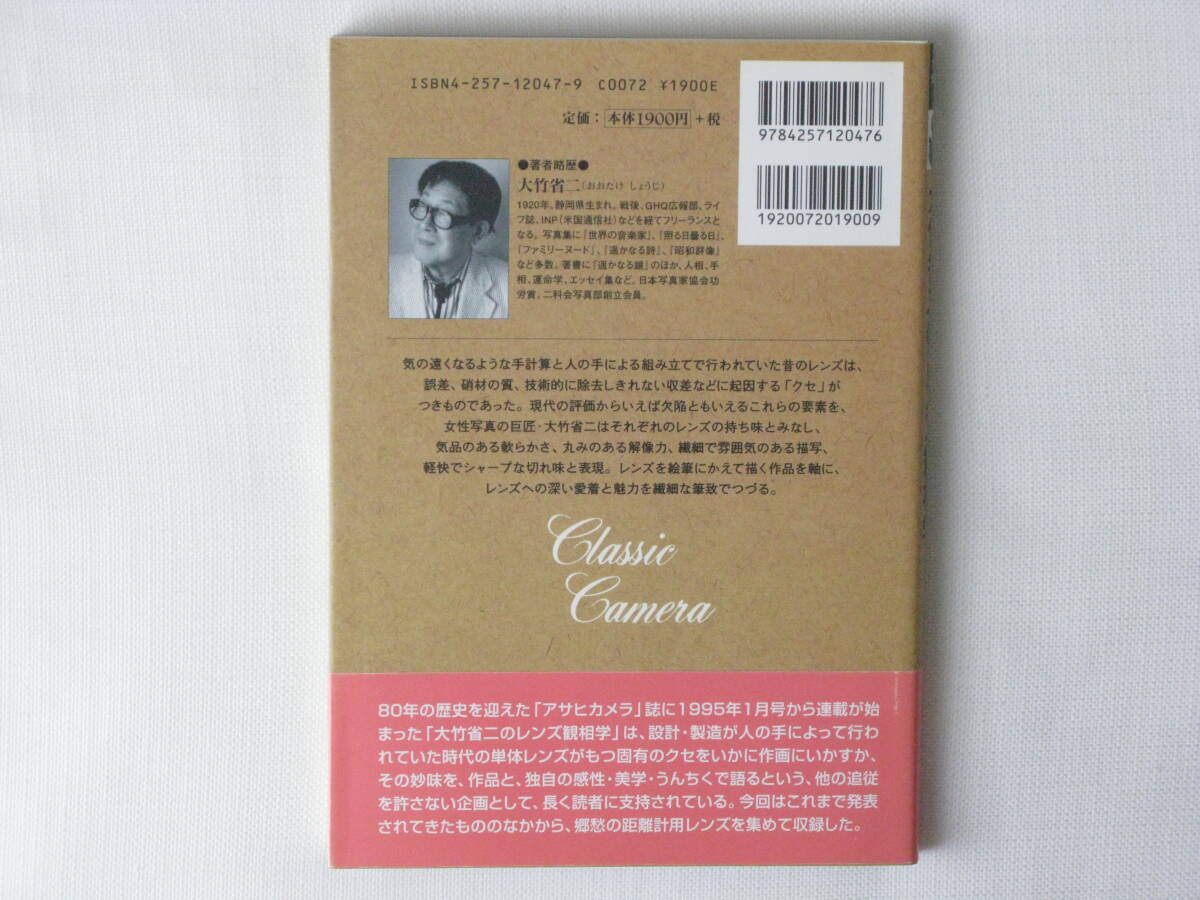 ISBN4-257-12047-9 C0072 ¥1900E
定価：本体1900円＋税
9784257120476
1920072019009
●著者略歴●
大竹省二（おおたけ しょうじ）
1920年、静岡県生まれ。戦後、GHQ広報部、ライ
フ誌、INP（米国通信社）などを経てフリーランスと
なる。写真集に『世界の音楽家』、『照る日曇る日』、
『ファミリーヌード』、『遥かなる詩』、『昭和群像』
など多数。著書に『遥かなる鏡』のほか、人相、手
相、運命学、エッセイ集など。日本写真家協会功
労賞。二科会写真部創立会員。
気の遠くなるような手計算と人の手による組み立てで行われていた昔のレンズは、
誤差、硝材の質、技術的に除去しきれない収差などに起因する「クセ」が
つきものであった。現代の評価からいえば欠陥ともいえるこれらの要素を、
女性写真の巨匠・大竹省二はそれぞれのレンズの持ち味とみなし、
気品のある軟らかさ、丸みのある解像力、繊細で雰囲気のある描写、
軽快でシャープな切れ味と表現。レンズを絵筆にかえて描く作品を軸に、
レンズへの深い愛着と魅力を繊細な筆致でつづる。
Classic
Camera
80年の歴史を迎えた「アサヒカメラ」誌に1995年1月号から連載が始
まった「大竹省二のレンズ観相学」は、設計・製造が人の手によって行わ
れていた時代の単体レンズがもつ固有のクセをいかに作画にいかすか、
その妙味を、作品と、独自の感性・美学・うんちくで語るという、他の追従
を許さない企画として、長く読者に支持されている。今回はこれまで発表
されてきたもののなかから、郷愁の距離計用レンズを集めて収録した。